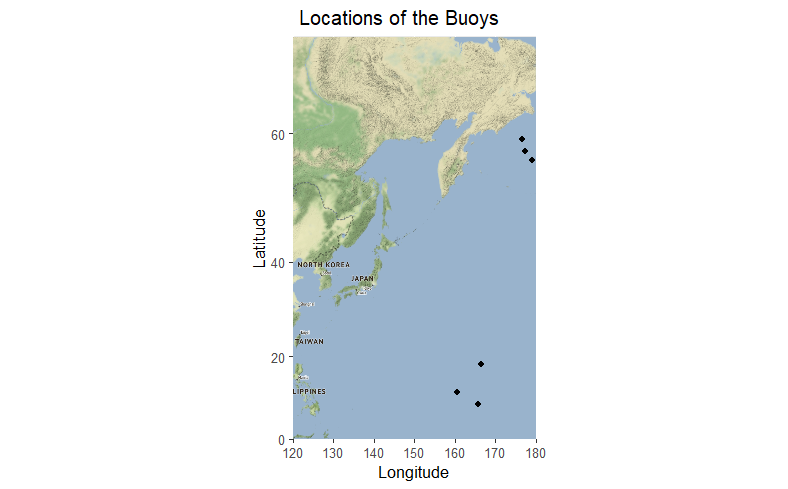 Locations of the Buoys
Latitude
60
40
20
0
NORTH KOREA
JAPAN
TAIWAN
LIPPINES
120 130 140 150 160 170 180
Longitude